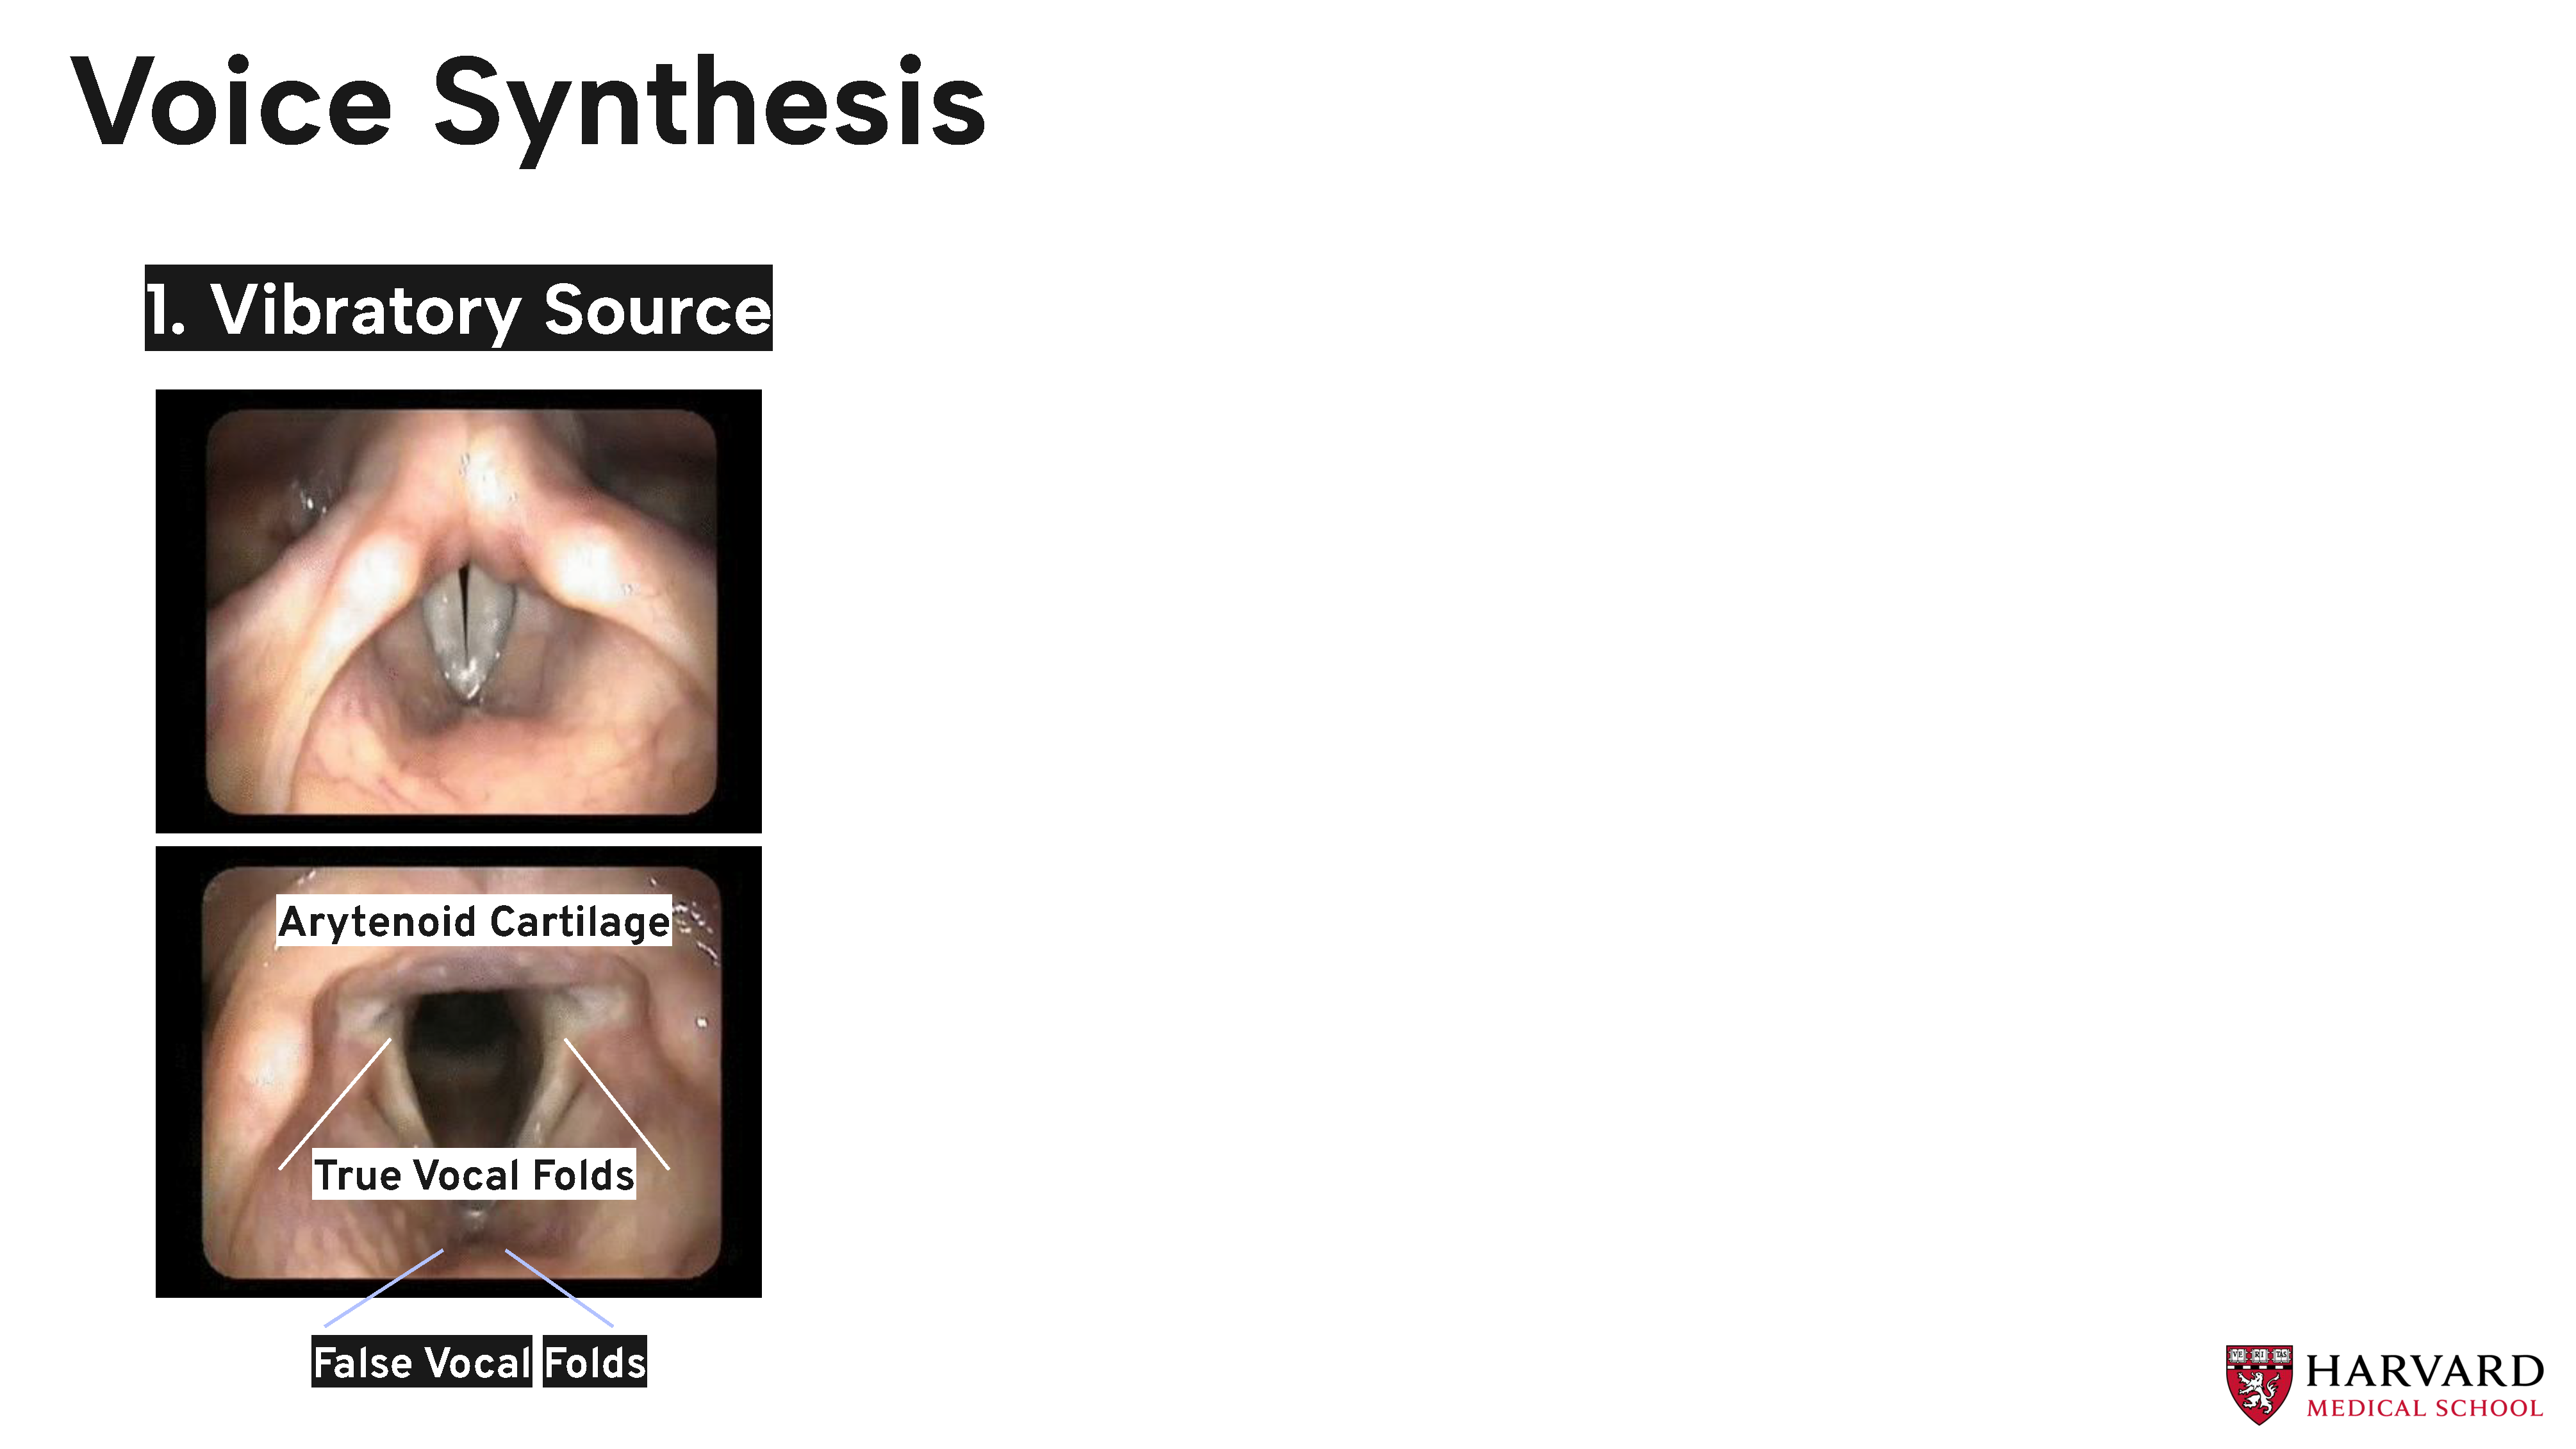 Voice Synthesis
1. Vibratory Source
Arytenoid Cartilage
True Vocal Folds
False Vocal Folds
VE RI TAS
HARVARD
MEDICAL SCHOOL